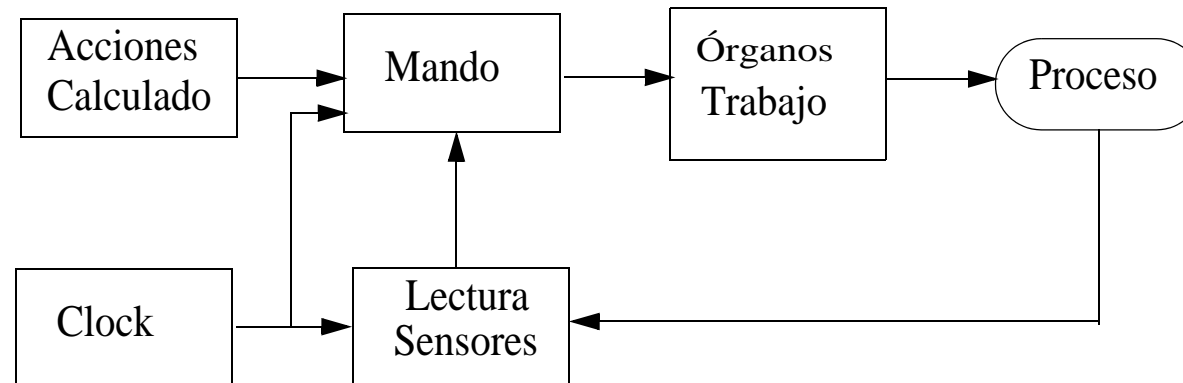 Acciones
Calculado
Mando
Órganos
Trabajo
Proceso
Clock
Lectura
Sensores